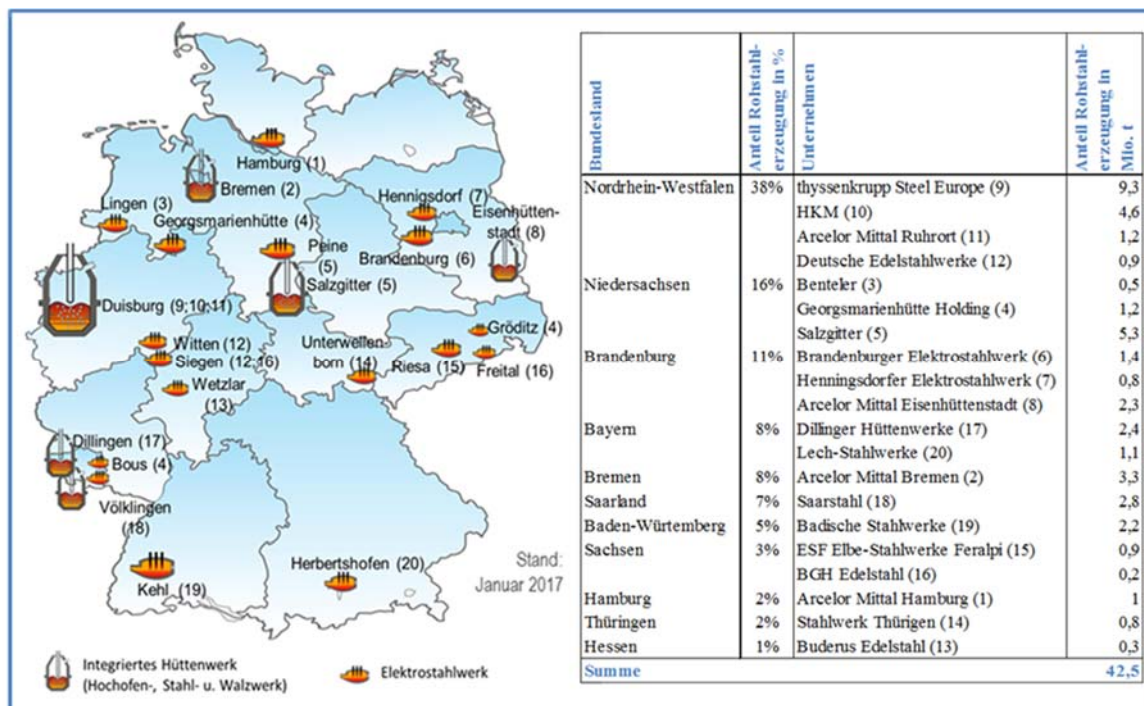 Hamburg (1)
Bremen (2)
Hennigsdorf (7)
Lingen (3)
Georgsmarienhütte (4)
Eisenhütten-
stadt (8)
Peine
(5)
Brandenburg (6)
Salzgitter (5)
Duisburg (9;10;11)
Gröditz (4)
Witten (12)
Unterwellen-
born (14)
Siegen (12;16)
Riesa (15)
Freital (16)
Wetzlar
(13)
Dillingen (17)
Bous (4)
Völklingen
(18)
Herbertshofen (20)
Stand:
Januar 2017
Kehl (19)
Integriertes Hüttenwerk
(Hochofen-, Stahl- u. Walzwerk)
Elektrostahlwerk
Bundesland
Anteil Rohstahl-
erzeugung in %
Unternehmen
Anteil Rohstahl-
erzeugung in
Mio. t
Nordrhein-Westfalen 38% thyssenkrupp Steel Europe (9) 9,3
HKM (10) 4,6
Arcelor Mittal Ruhrort (11) 1,2
Deutsche Edelstahlwerke (12) 0,9
Niedersachsen 16% Benteler (3) 0,5
Georgsmarienhütte Holding (4) 1,2
Salzgitter (5) 5,3
Brandenburg 11% Brandenburger Elektrostahlwerk (6) 1,4
Henningsdorfer Elektrostahlwerk (7) 0,8
Arcelor Mittal Eisenhüttenstadt (8) 2,3
Bayern 8% Dillinger Hüttenwerke (17) 2,4
Lech-Stahlwerke (20) 1,1
Bremen 8% Arcelor Mittal Bremen (2) 3,3
Saarland 7% Saarstahl (18) 2,8
Baden-Würtemberg 5% Badische Stahlwerke (19) 2,2
Sachsen 3% ESF Elbe-Stahlwerke Feralpi (15) 0,9
BGH Edelstahl (16) 0,2
Hamburg 2% Arcelor Mittal Hamburg (1) 1
Thüringen 2% Stahlwerk Thürigen (14) 0,8
Hessen 1% Buderus Edelstahl (13) 0,3
Summe 42,5